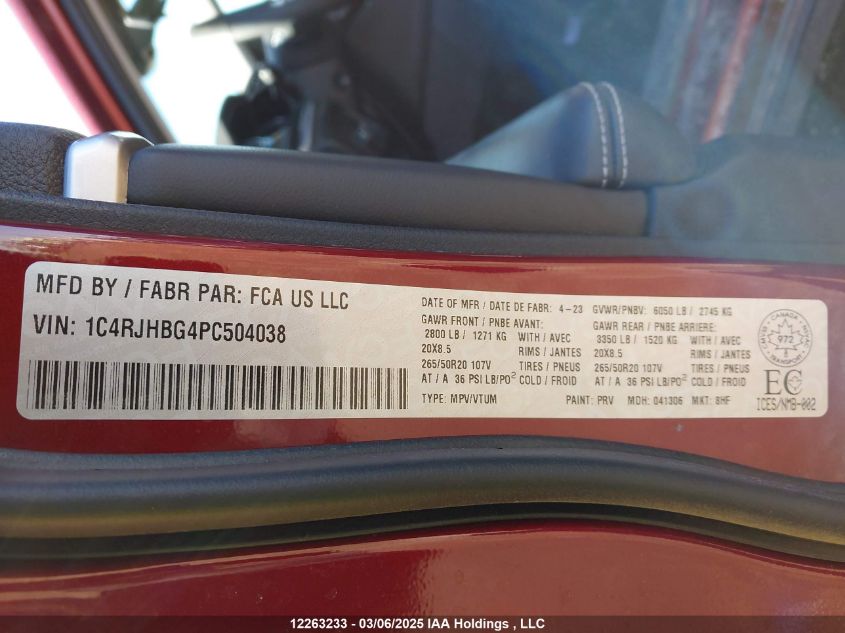 MFD BY / FABR PAR: FCA US LLC
VIN: 1C4RJHBG4PC504038
DATE OF MFR / DATE DE FABR: 4-23 GVWR/PNBV: 6050 LB / 2745 KG
GAWR FRONT / PNBE AVANT: GAWR REAR / PNBE ARRIERE:
2800 LB / 1271 KG WITH / AVEC 3350 LB / 1520 KG WITH / AVEC
20X8.5 RIMS / JANTES 20X8.5 RIMS / JANTES
265/50R20 107V TIRES / PNEUS 265/50R20 107V TIRES / PNEUS
AT / A 36 PSI LB/PO² COLD / FROID AT / A 36 PSI LB/PO² COLD / FROID
TYPE: MPV/VTUM PAINT: PRV MDH: 041306 MKT: 8HF
CANADA
972
TRANSPORT
EC
ICES/NMB-002
12263233 - 03/06/2025 IAA Holdings , LLC